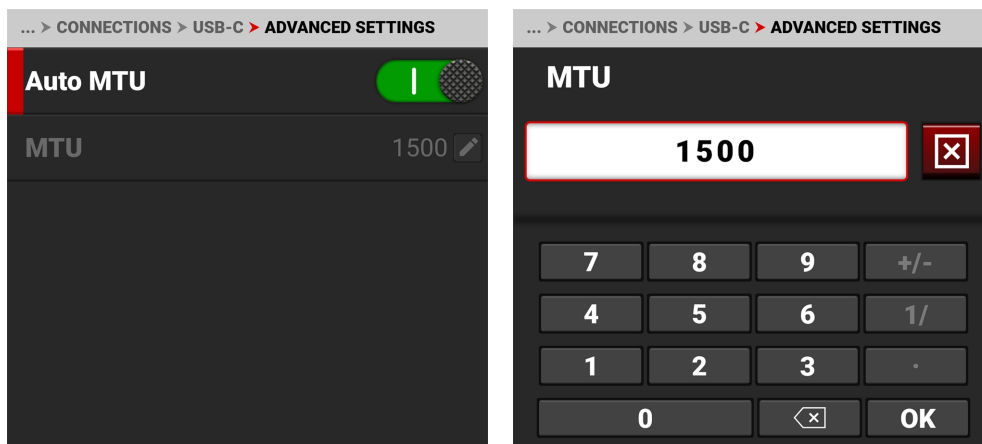 ... > CONNECTIONS > USB-C > ADVANCED SETTINGS
Auto MTU
MTU 1500
... > CONNECTIONS > USB-C > ADVANCED SETTINGS
MTU
1500
7 8 9 +/-
4 5 6 1/
1 2 3 ·
0 OK